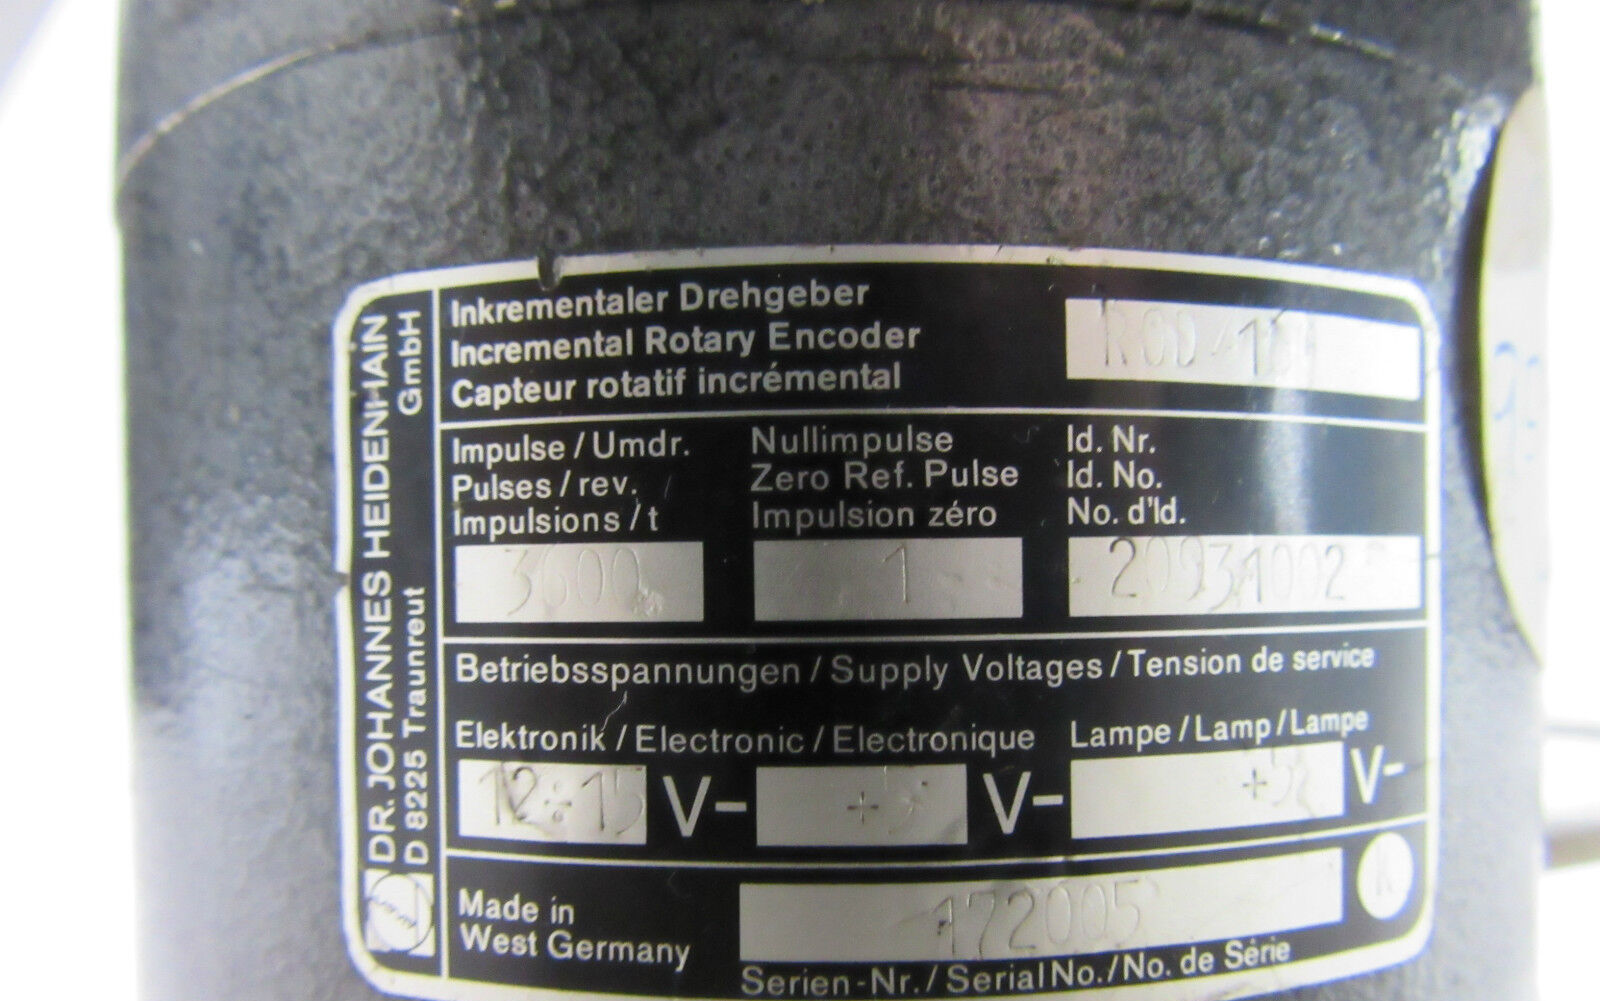 DR. JOHANNES HEIDENHAIN
GmbH
D 8225 Traunreut
Inkrementaler Drehgeber
Incremental Rotary Encoder
Capteur rotatif incrémental
Impulse / Umdr.
Pulses / rev.
Impulsions / t
3600
Nullimpulse
Zero Ref. Pulse
Impulsion zéro
1
Id. Nr.
Id. No.
No. d'Id.
20931002
Betriebsspannungen / Supply Voltages / Tension de service
Elektronik / Electronic / Electronique
12÷15 V- +5 V-
Lampe / Lamp / Lampe
+5 V-
Made in
West Germany
172005
Serien-Nr. / Serial No. / No. de Série